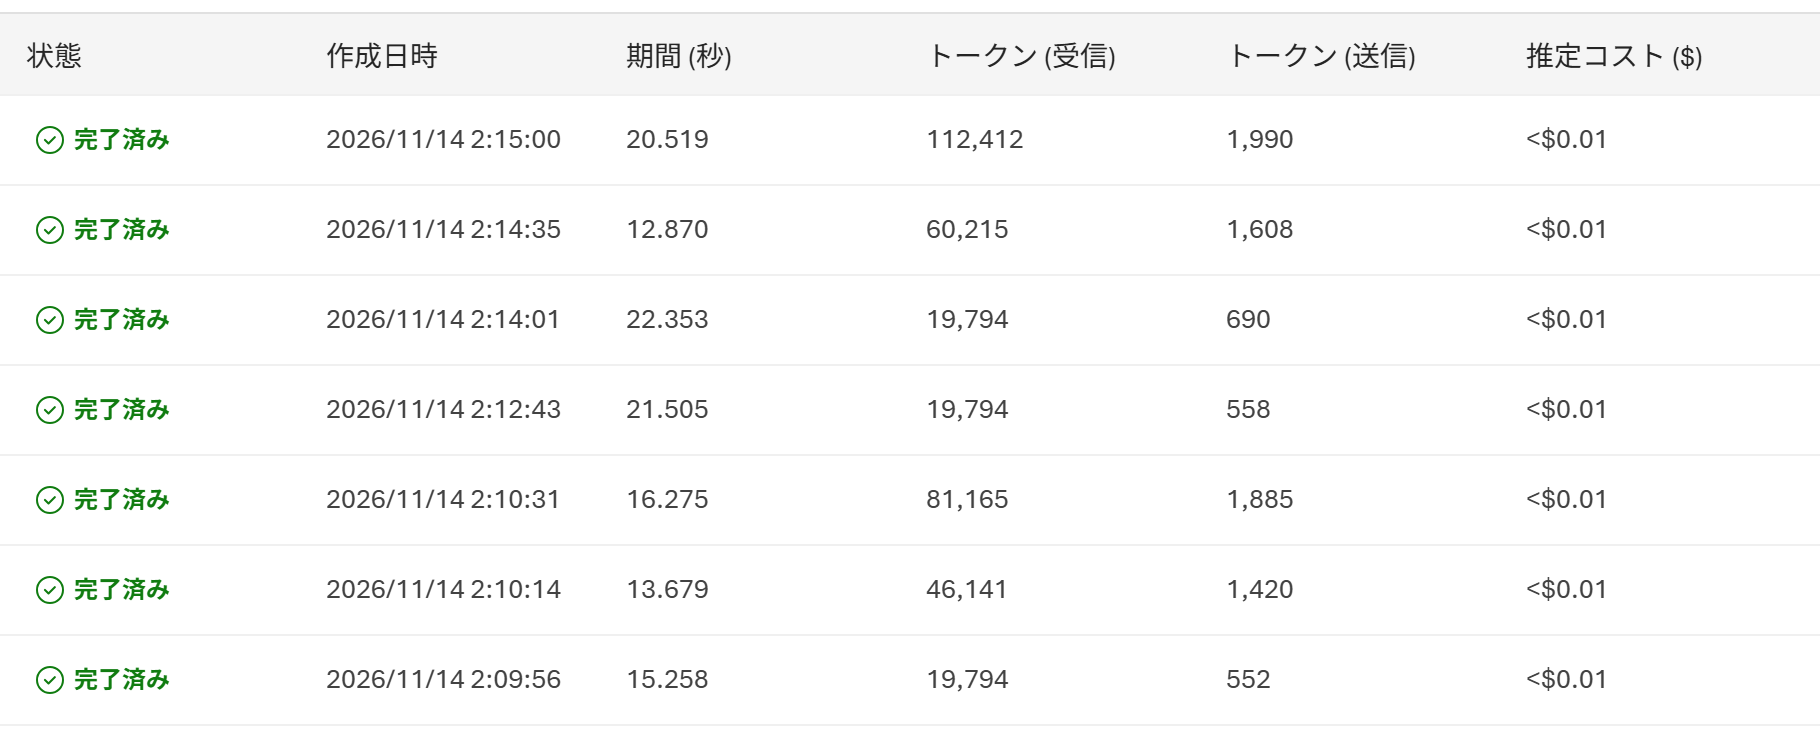 状態 作成日時 期間 (秒) トークン (受信) トークン (送信) 推定コスト ($)
完了済み 2026/11/14 2:15:00 20.519 112,412 1,990 <$0.01
完了済み 2026/11/14 2:14:35 12.870 60,215 1,608 <$0.01
完了済み 2026/11/14 2:14:01 22.353 19,794 690 <$0.01
完了済み 2026/11/14 2:12:43 21.505 19,794 558 <$0.01
完了済み 2026/11/14 2:10:31 16.275 81,165 1,885 <$0.01
完了済み 2026/11/14 2:10:14 13.679 46,141 1,420 <$0.01
完了済み 2026/11/14 2:09:56 15.258 19,794 552 <$0.01